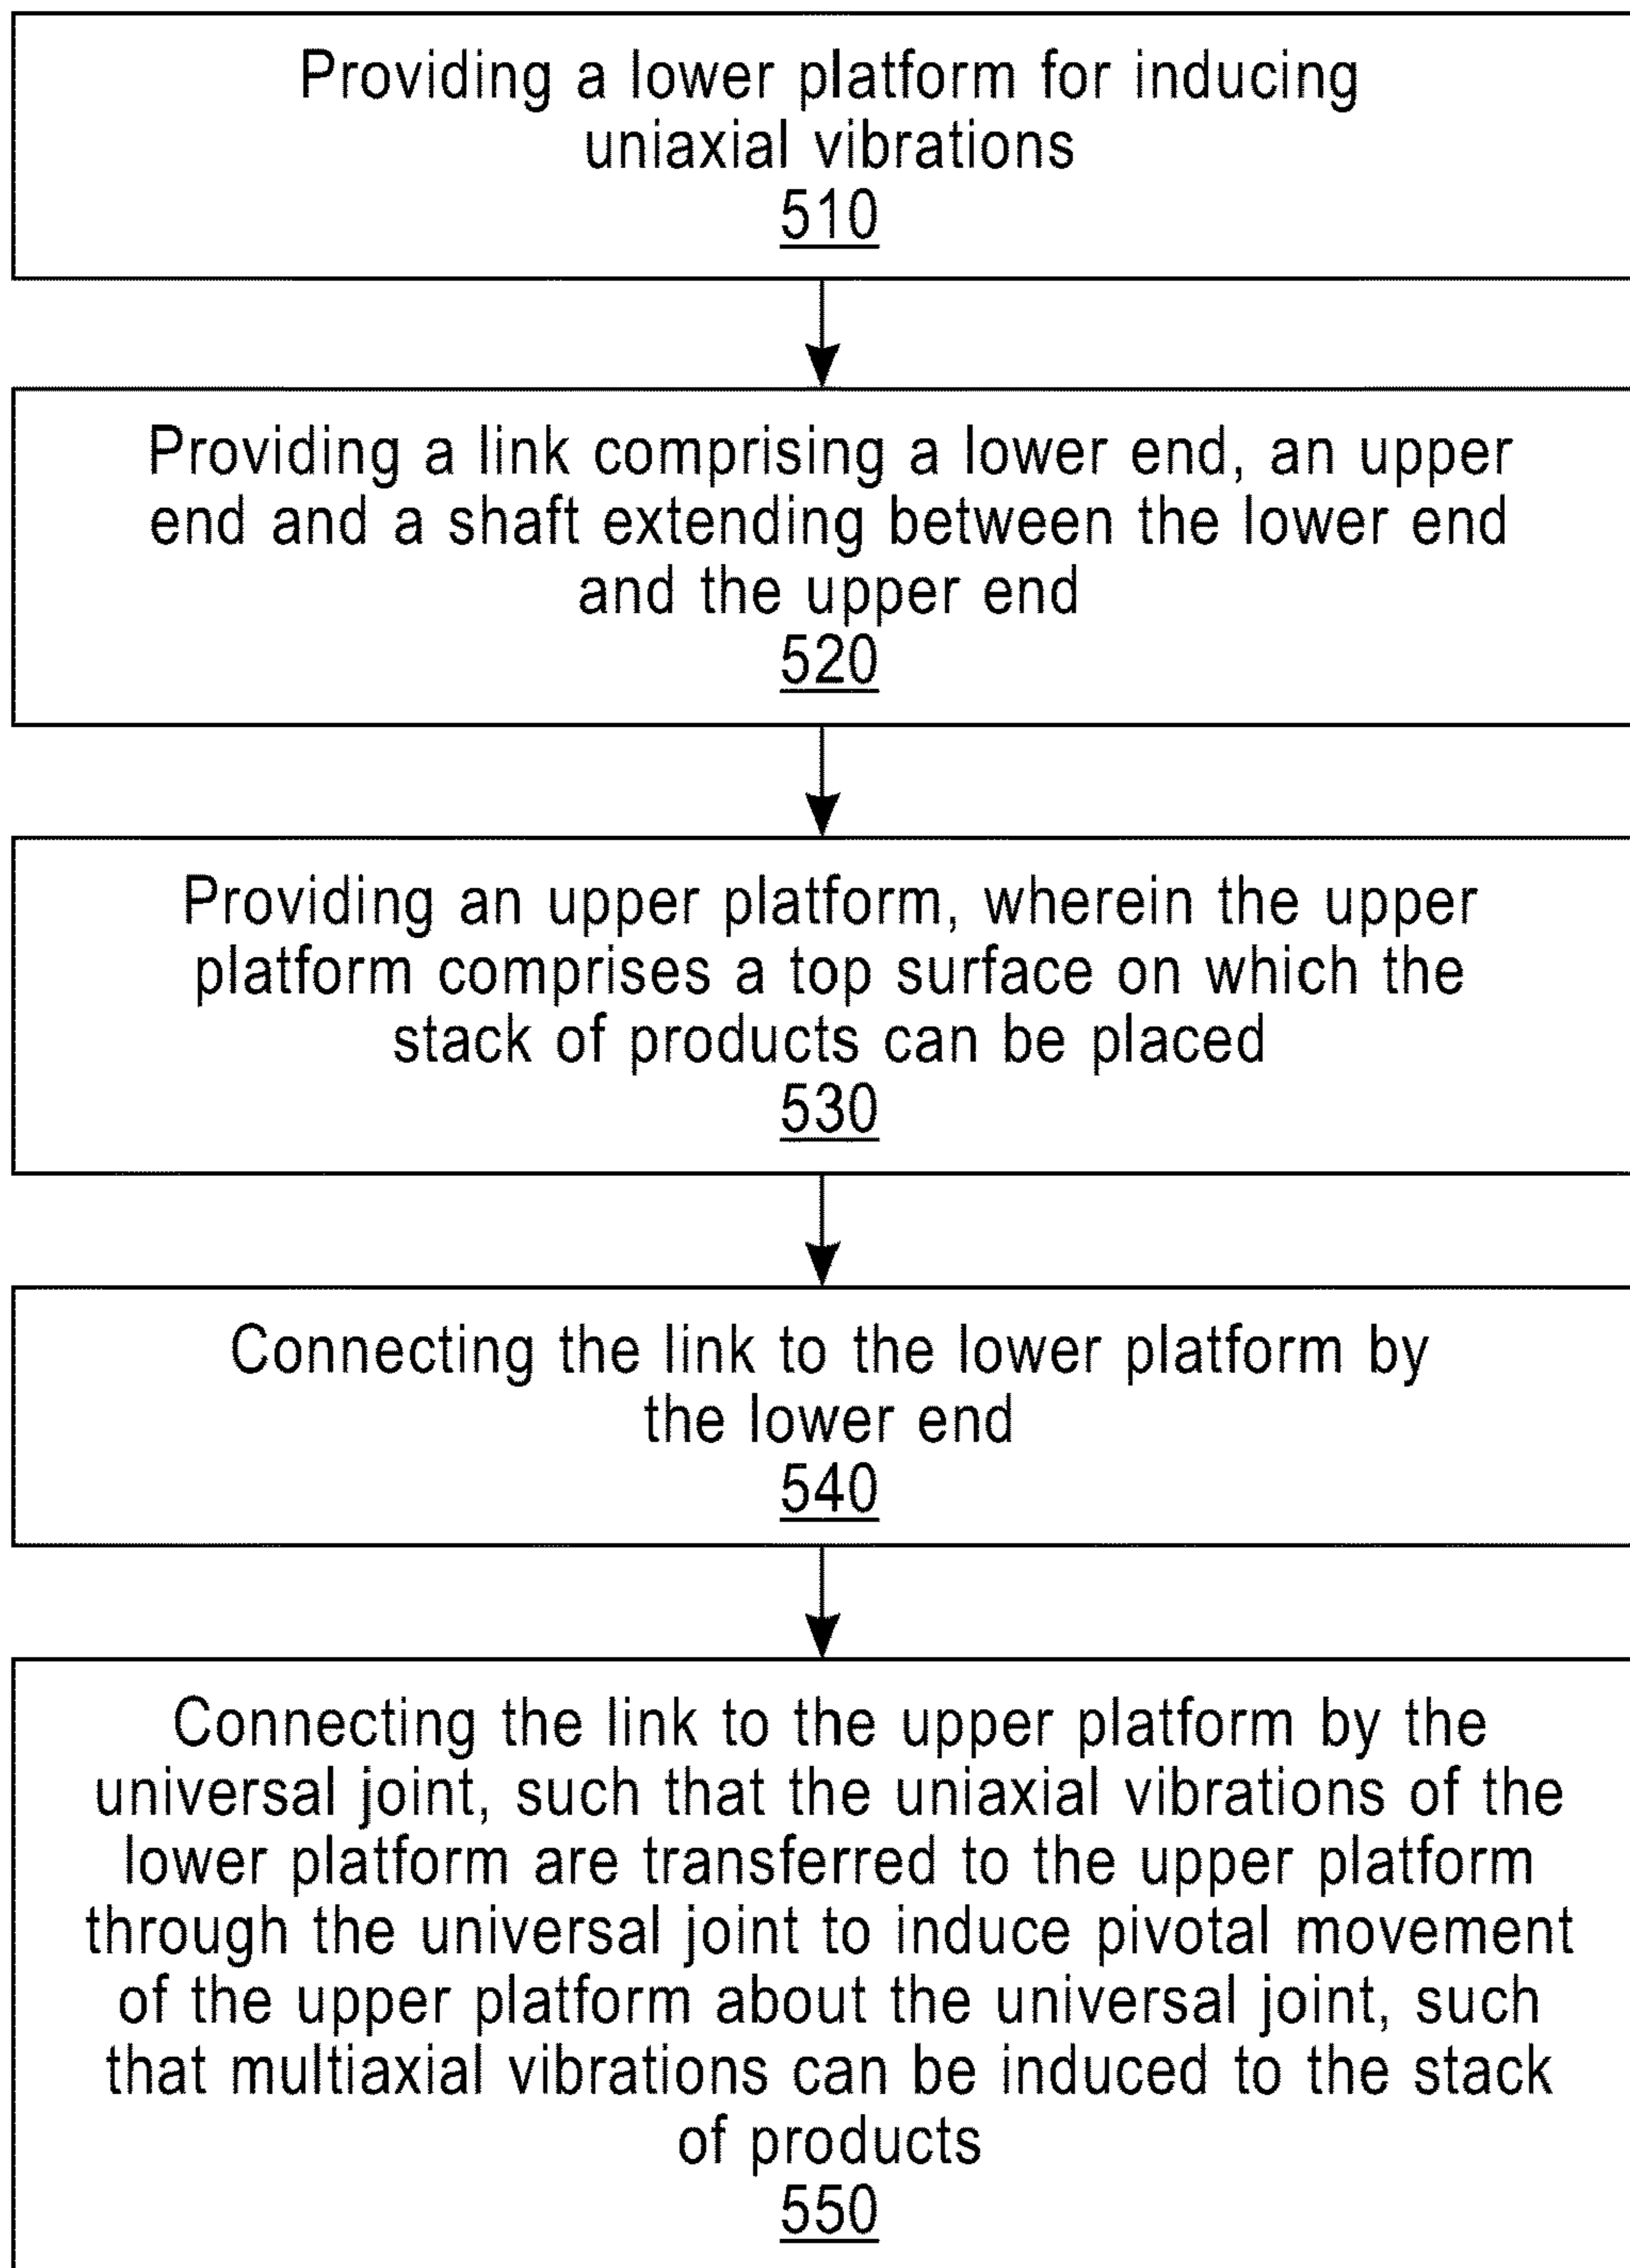 Providing a lower platform for inducing
uniaxial vibrations
510
Providing a link comprising a lower end, an upper
end and a shaft extending between the lower end
and the upper end
520
Providing an upper platform, wherein the upper
platform comprises a top surface on which the
stack of products can be placed
530
Connecting the link to the lower platform by
the lower end
540
Connecting the link to the upper platform by the
universal joint, such that the uniaxial vibrations of the
lower platform are transferred to the upper platform
through the universal joint to induce pivotal movement
of the upper platform about the universal joint, such
that multiaxial vibrations can be induced to the stack
of products
550